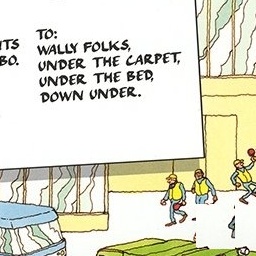 TO:
WALLY FOLKS,
UNDER THE CARPET,
UNDER THE BED,
DOWN UNDER.